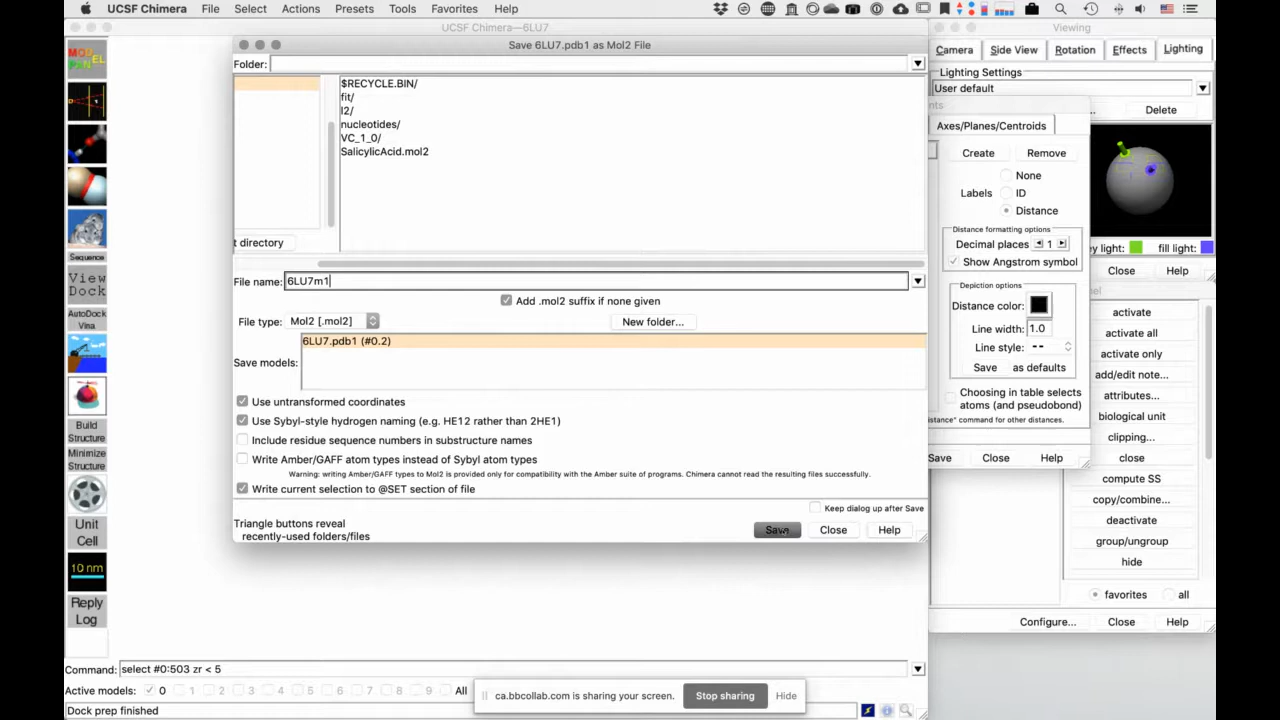 UCSF Chimera File Select Actions Presets Tools Favorites Help
UCSF Chimera—6LU7
Viewing
Save 6LU7.pdb1 as Mol2 File
Camera Side View Rotation Effects Lighting
Folder:
Lighting Settings
User default
Delete
$RECYCLE.BIN/
fit/
I2/
nucleotides/
VC_1_0/
SalicylicAcid.mol2
t directory
Axes/Planes/Centroids
Create Remove
None
Labels ID
Distance
Distance formatting options
Decimal places 1
Show Angstrom symbol
Depiction options
Distance color:
Line width: 1.0
Line style: --
Save as defaults
Choosing in table selects
atoms (and pseudobond)
distance" command for other distances.
Save Close Help
ey light: fill light:
Close Help
activate
activate all
activate only
add/edit note...
attributes...
biological unit
clipping...
close
compute SS
copy/combine...
deactivate
group/ungroup
hide
favorites all
Configure... Close Help
File name: 6LU7m1
Add .mol2 suffix if none given
File type: Mol2 [.mol2] New folder...
6LU7.pdb1 (#0.2)
Save models:
Use untransformed coordinates
Use Sybyl-style hydrogen naming (e.g. HE12 rather than 2HE1)
Include residue sequence numbers in substructure names
Write Amber/GAFF atom types instead of Sybyl atom types
Warning: writing Amber/GAFF types to Mol2 is provided only for compatibility with the Amber suite of programs. Chimera cannot read the resulting files successfully.
Write current selection to @SET section of file
Keep dialog up after Save
Triangle buttons reveal
recently-used folders/files
Save Close Help
Sequence
View
Dock
AutoDock
Vina
Build
Structure
Minimize
Structure
Unit
Cell
10 nm
Reply
Log
Command: select #0:503 zr < 5
Active models: 0 1 2 3 4 5 6 7 8 9 All
Dock prep finished
ca.bbcollab.com is sharing your screen. Stop sharing Hide